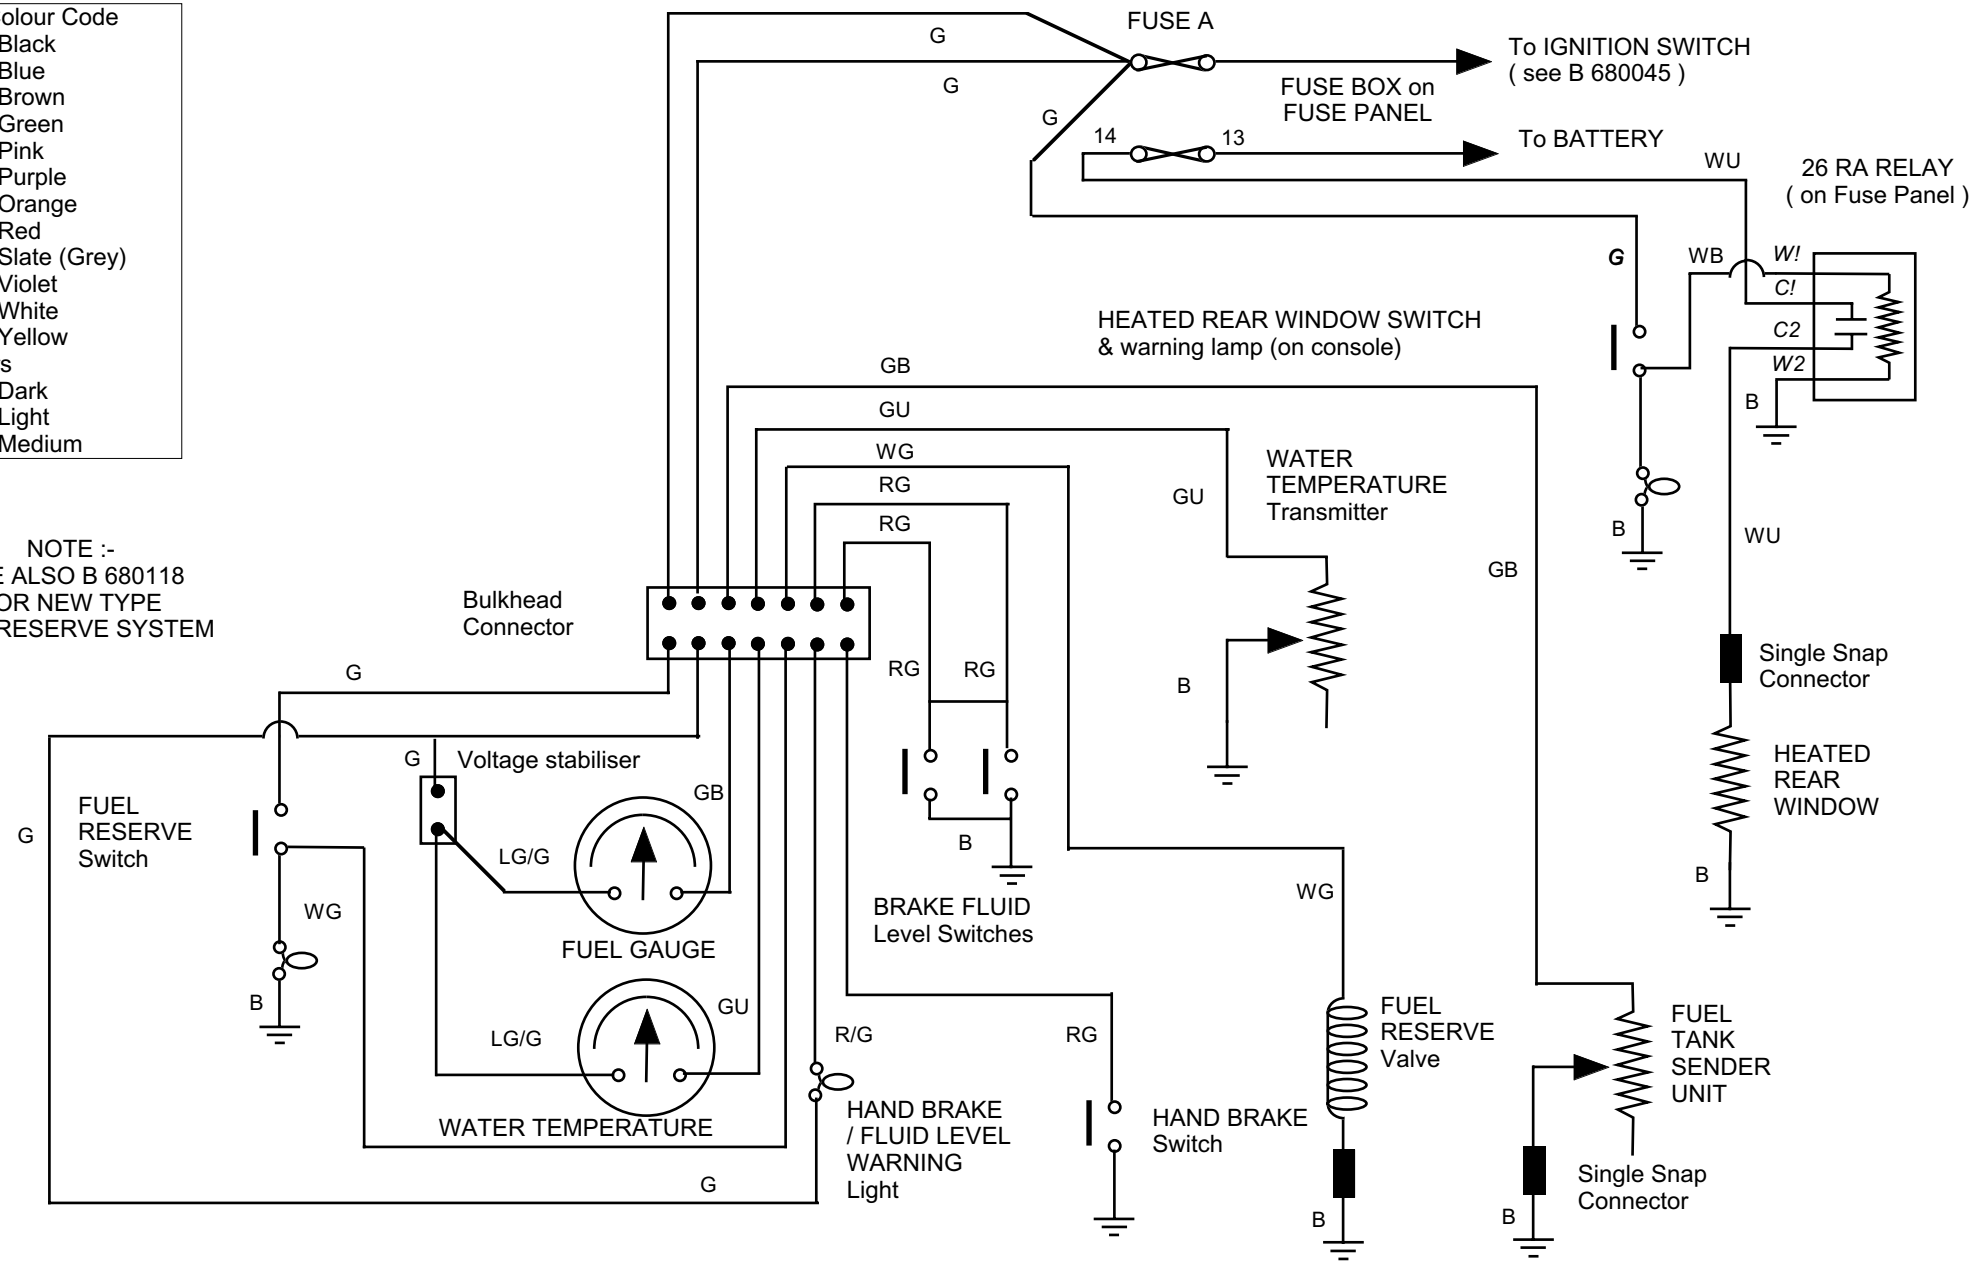 olour Code
Black
Blue
Brown
Green
Pink
Purple
Orange
Red
Slate (Grey)
Violet
White
Yellow
rs
Dark
Light
Medium
NOTE :-
E ALSO B 680118
OR NEW TYPE
RESERVE SYSTEM
FUSE A
G
G
G
To IGNITION SWITCH
( see B 680045 )
FUSE BOX on
FUSE PANEL
14
13
To BATTERY
WU
26 RA RELAY
( on Fuse Panel )
G
WB
W!
C!
C2
W2
B
HEATED REAR WINDOW SWITCH
& warning lamp (on console)
B
GB
GU
WG
RG
RG
WATER
TEMPERATURE
Transmitter
GU
B
GB
WU
Single Snap
Connector
HEATED
REAR
WINDOW
B
Bulkhead
Connector
RG
RG
B
BRAKE FLUID
Level Switches
G
G
Voltage stabiliser
GB
FUEL
RESERVE
Switch
G
LG/G
FUEL GAUGE
WG
B
LG/G
GU
WATER TEMPERATURE
R/G
HAND BRAKE
/ FLUID LEVEL
WARNING
Light
G
RG
HAND BRAKE
Switch
WG
FUEL
RESERVE
Valve
B
FUEL
TANK
SENDER
UNIT
Single Snap
Connector
B